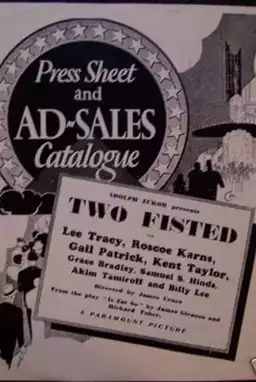 Press Sheet
and
AD-SALES
Catalogue
ADOLPH ZUKOR presents
TWO FISTED
with
Lee Tracy, Roscoe Karns,
Gail Patrick, Kent Taylor,
Grace Bradley, Samuel S. Hinds,
Akim Tamiroff and Billy Lee
Directed by James Cruze
From the play "Is Zat So" by James Gleason and
Richard Taber.
A PARAMOUNT PICTURE